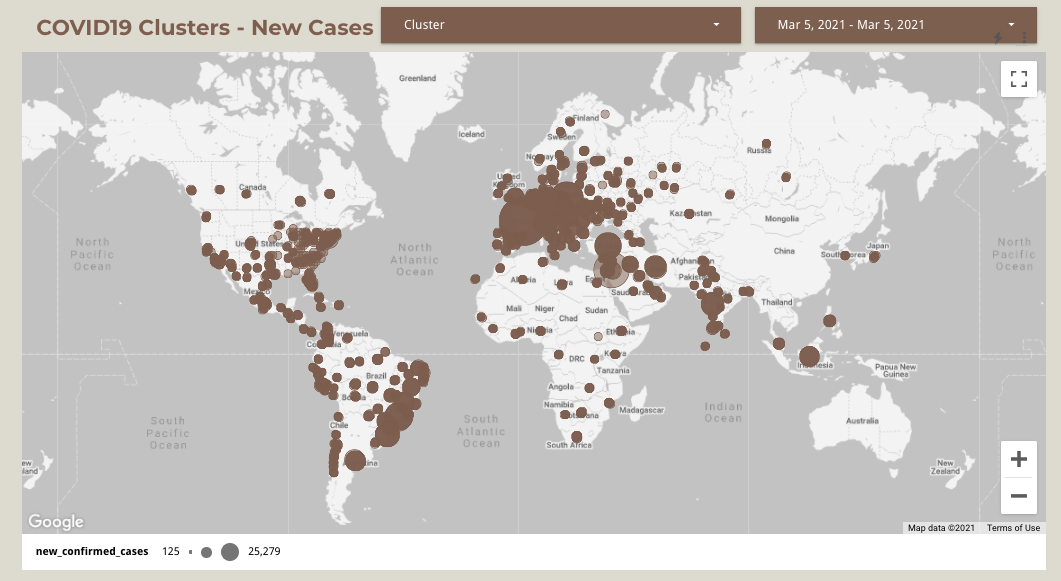 COVID19 Clusters - New Cases
Cluster
Mar 5, 2021 - Mar 5, 2021
Greenland
Iceland
Finland
Sweden
Norway
Russia
United
Kingdom
Canada
Kazakhstan
Mongolia
North
Pacific
Ocean
United States
North
Atlantic
Ocean
China
Japan
South Korea
North
Pacific
Ocean
Afghanistan
Pakistan
Algeria
Libya
Saudi Arabia
Mexico
Mali
Niger
Sudan
Chad
Thailand
Nigeria
Ethiopia
Venezuela
Colombia
Kenya
DRC
Indonesia
Papua New
Guinea
Tanzania
Brazil
Angola
Bolivia
Namibia
Botswana
Madagascar
Indian
Ocean
South
Pacific
Ocean
South
Atlantic
Ocean
Chile
Australia
South Africa
New
Zealand
Google
Map data ©2021
Terms of Use
new_confirmed_cases
125
25,279